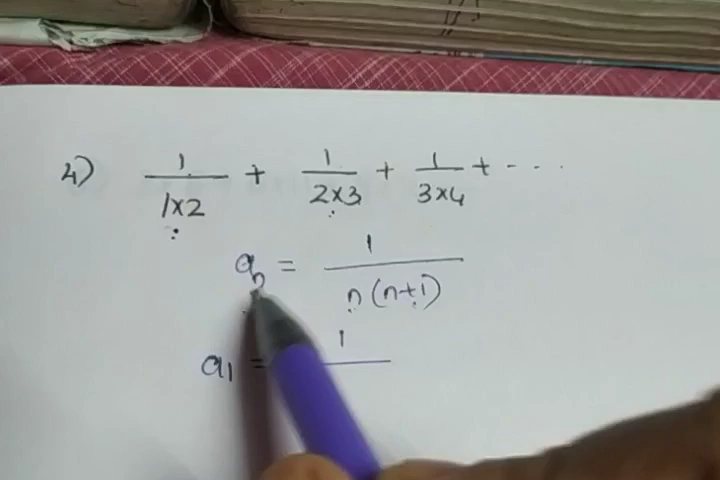 4) 1/1×2 + 1/2×3 + 1/3×4 + ....
aₙ = 1/n(n+1)
a₁ = 1/